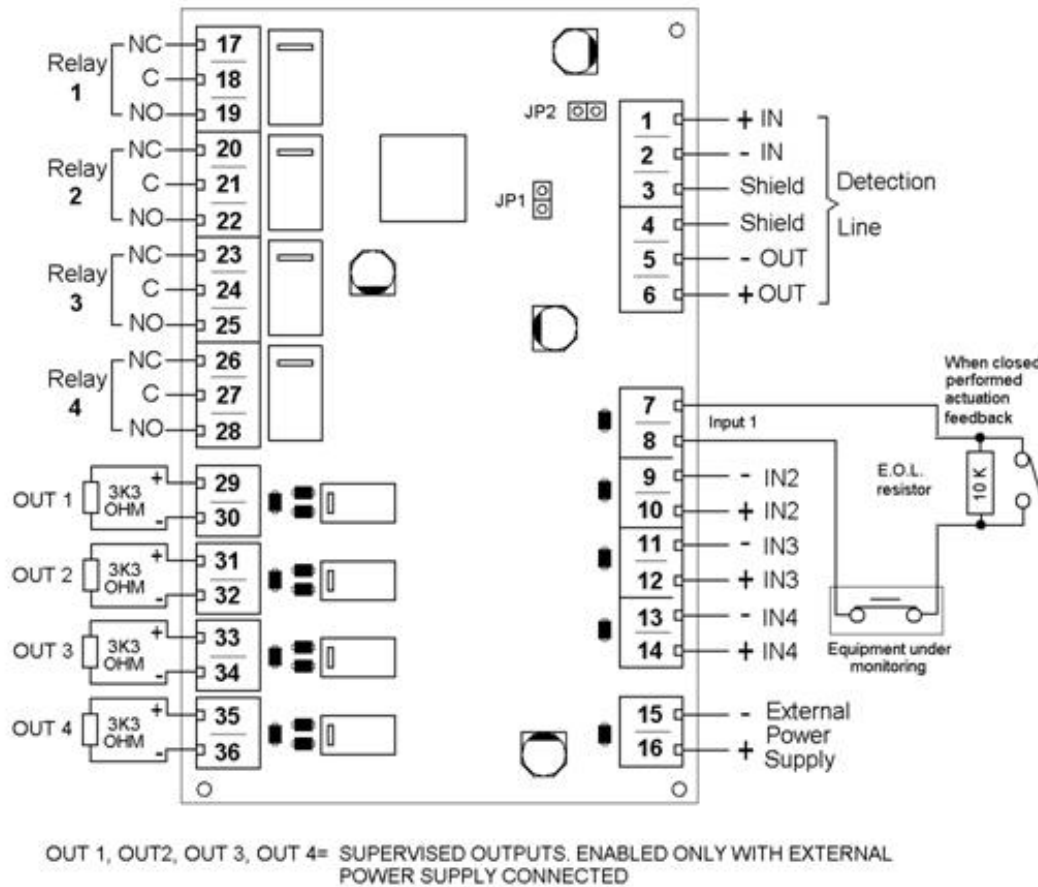 Relay 1
NC 17
C 18
NO 19
Relay 2
NC 20
C 21
NO 22
Relay 3
NC 23
C 24
NO 25
Relay 4
NC 26
C 27
NO 28
OUT 1
3K3 OHM
+ 29
- 30
OUT 2
3K3 OHM
+ 31
- 32
OUT 3
3K3 OHM
+ 33
- 34
OUT 4
3K3 OHM
+ 35
- 36
JP2
JP1
1 + IN
2 - IN
3 Shield
4 Shield
5 - OUT
6 + OUT
Detection
Line
7
8
Input 1
9 - IN2
10 + IN2
11 - IN3
12 + IN3
13 - IN4
14 + IN4
15 -
16 +
External
Power
Supply
When closed
performed
actuation
feedback
E.O.L.
resistor
10 K
Equipment under
monitoring
OUT 1, OUT2, OUT 3, OUT 4= SUPERVISED OUTPUTS. ENABLED ONLY WITH EXTERNAL
POWER SUPPLY CONNECTED